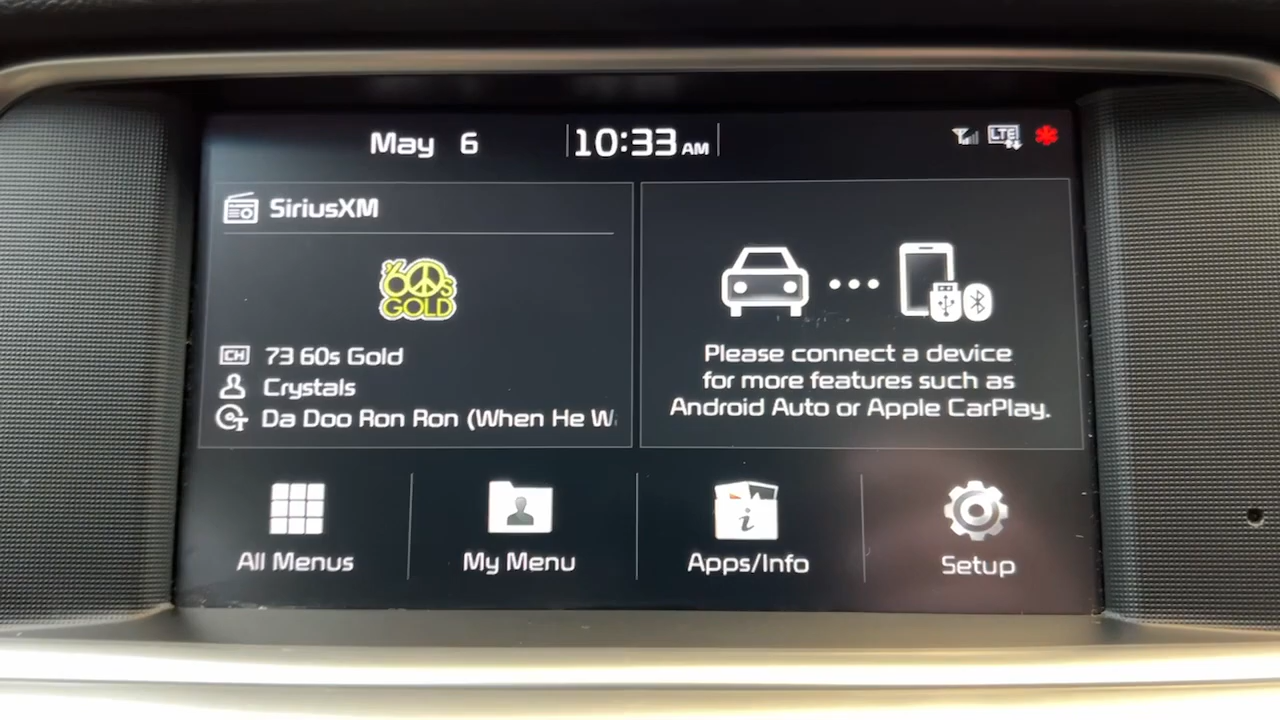 May 6
10:33 AM
LTE
SiriusXM
'60s
GOLD
CH 73 60s Gold
Crystals
Da Doo Ron Ron (When He W
Please connect a device
for more features such as
Android Auto or Apple CarPlay.
All Menus
My Menu
Apps/Info
Setup